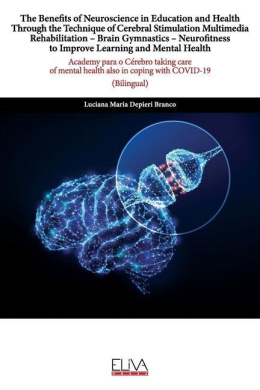 The Benefits of Neuroscience in Education and Health
Through the Technique of Cerebral Stimulation Multimedia
Rehabilitation – Brain Gymnastics – Neurofitness
to Improve Learning and Mental Health
Academy para o Cérebro taking care
of mental health also in coping with COVID-19
(Bilingual)
Luciana Maria Depieri Branco
ELIVA
PRESS